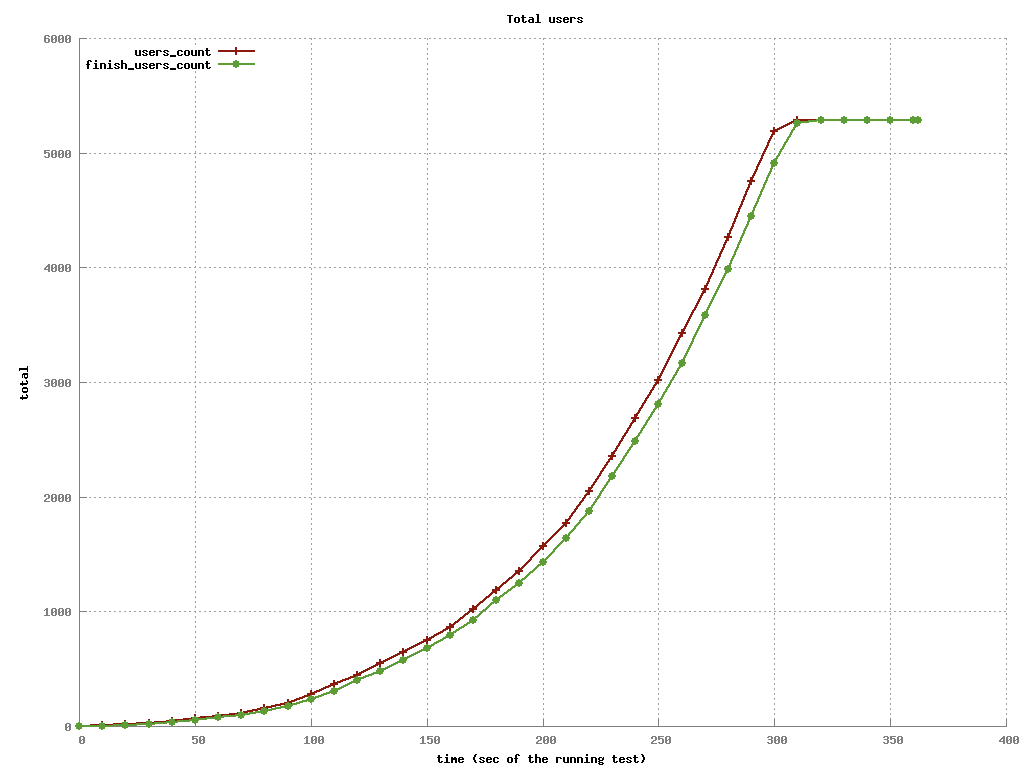 Total users
users_count
finish_users_count
6000
5000
4000
3000
2000
1000
0
total
0 50 100 150 200 250 300 350 400
time (sec of the running test)